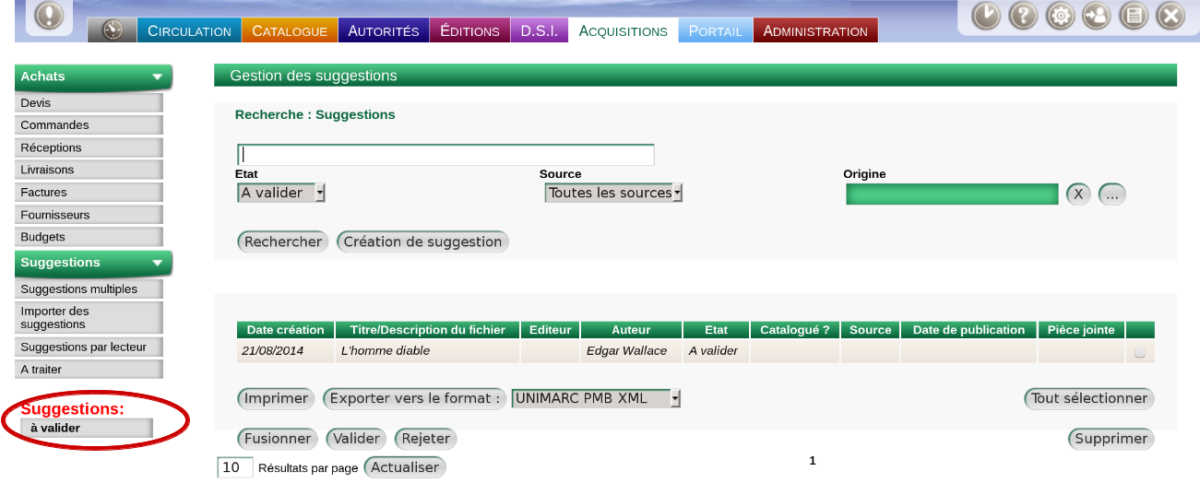 CIRCULATION CATALOGUE AUTORITÉS ÉDITIONS D.S.I. ACQUISITIONS PORTAIL ADMINISTRATION
Achats
Devis
Commandes
Réceptions
Livraisons
Factures
Fournisseurs
Budgets
Suggestions
Suggestions multiples
Importer des
suggestions
Suggestions par lecteur
A traiter
Suggestions:
à valider
Gestion des suggestions
Recherche : Suggestions
Etat Source Origine
A valider Toutes les sources X ...
Rechercher Création de suggestion
Date création Titre/Description du fichier Editeur Auteur Etat Catalogué ? Source Date de publication Pièce jointe
21/08/2014 L'homme diable Edgar Wallace A valider
Imprimer Exporter vers le format : UNIMARC PMB XML Tout sélectionner
Fusionner Valider Rejeter Supprimer
10 Résultats par page Actualiser 1